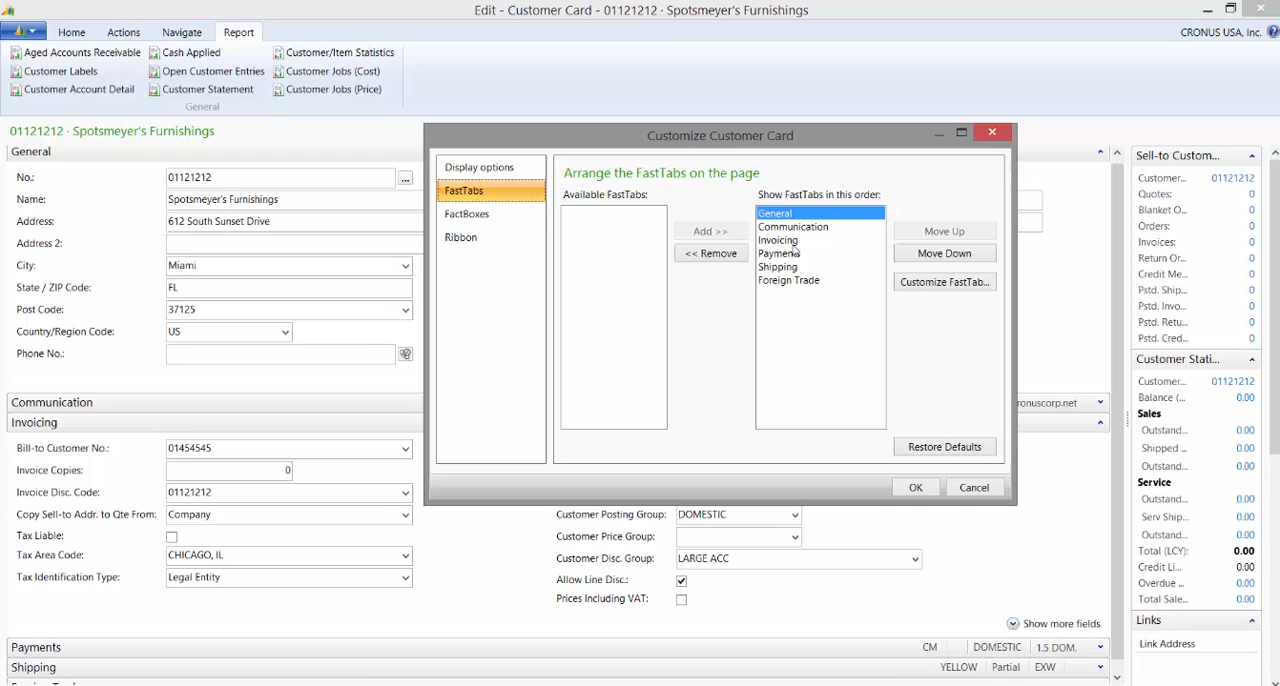 Edit - Customer Card - 01121212 · Spotsmeyer's Furnishings
Home Actions Navigate Report CRONUS USA, Inc.
Aged Accounts Receivable Cash Applied Customer/Item Statistics
Customer Labels Open Customer Entries Customer Jobs (Cost)
Customer Account Detail Customer Statement Customer Jobs (Price)
General
01121212 · Spotsmeyer's Furnishings
General
No.: 01121212
Name: Spotsmeyer's Furnishings
Address: 612 South Sunset Drive
Address 2:
City: Miami
State / ZIP Code: FL
Post Code: 37125
Country/Region Code: US
Phone No.:
Communication
ronuscorp.net
Invoicing
Bill-to Customer No.: 01454545
Invoice Copies: 0
Invoice Disc. Code: 01121212
Copy Sell-to Addr. to Qte From: Company
Tax Liable:
Tax Area Code: CHICAGO, IL
Tax Identification Type: Legal Entity
Customer Posting Group: DOMESTIC
Customer Price Group:
Customer Disc. Group: LARGE ACC
Allow Line Disc.:
Prices Including VAT:
Show more fields
Payments CM DOMESTIC 1.5 DOM.
Shipping YELLOW Partial EXW
Customize Customer Card
Display options
FastTabs
FactBoxes
Ribbon
Arrange the FastTabs on the page
Available FastTabs:
Add >>
<< Remove
Show FastTabs in this order:
General
Communication
Invoicing
Payments
Shipping
Foreign Trade
Move Up
Move Down
Customize FastTab...
Restore Defaults
OK Cancel
Sell-to Custom...
Customer... 01121212
Quotes: 0
Blanket O... 0
Orders: 0
Invoices: 0
Return Or... 0
Credit Me... 0
Pstd. Ship... 0
Pstd. Invo... 0
Pstd. Retu... 0
Pstd. Cred... 0
Customer Stati...
Customer... 01121212
Balance (... 0.00
Sales
Outstand... 0.00
Shipped ... 0.00
Outstand... 0.00
Service
Outstand... 0.00
Serv Ship... 0.00
Outstand... 0.00
Total (LCY): 0.00
Credit Li... 0.00
Overdue ... 0.00
Total Sale... 0.00
Links
Link Address